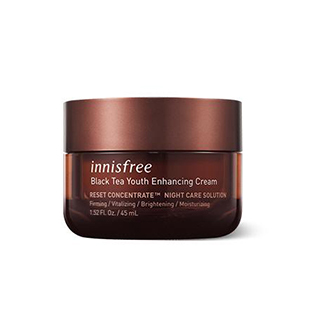 innisfree
Black Tea Youth Enhancing Cream
RESET CONCENTRATE™ NIGHT CARE SOLUTION
Firming / Vitalizing / Brightening / Moisturizing
1.52 Fl. Oz. / 45 mL